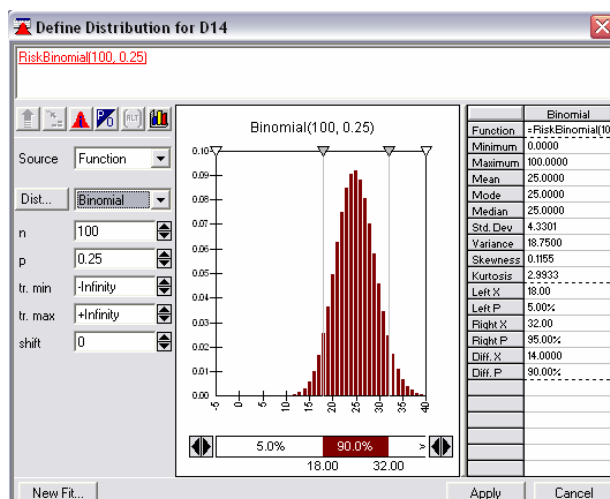 Define Distribution for D14
RiskBinomial(100, 0.25)
Source
Function
Dist...
Binomial
n
100
p
0.25
tr. min
-Infinity
tr. max
+Infinity
shift
0
New Fit...
Binomial(100, 0.25)
0.10
0.09
0.08
0.07
0.06
0.05
0.04
0.03
0.02
0.01
0.00
-5
0
5
10
15
20
25
30
35
40
5.0%
90.0%
>
18.00
32.00
Binomial
Function =RiskBinomial(10
Minimum 0.0000
Maximum 100.0000
Mean 25.0000
Mode 25.0000
Median 25.0000
Std. Dev 4.3301
Variance 18.7500
Skewness 0.1155
Kurtosis 2.9933
Left X 18.00
Left P 5.00%
Right X 32.00
Right P 95.00%
Diff. X 14.0000
Diff. P 90.00%
Apply
Cancel